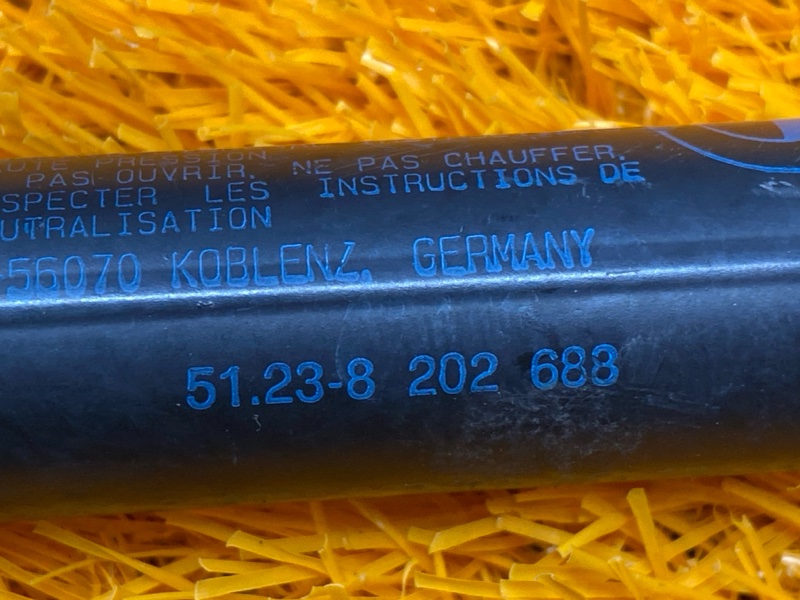 AUTE PRESSION
PAS OUVRIR. NE PAS CHAUFFER.
SPECTER LES INSTRUCTIONS DE
UTRALISATION
56070 KOBLENZ, GERMANY
51.23-8 202 688